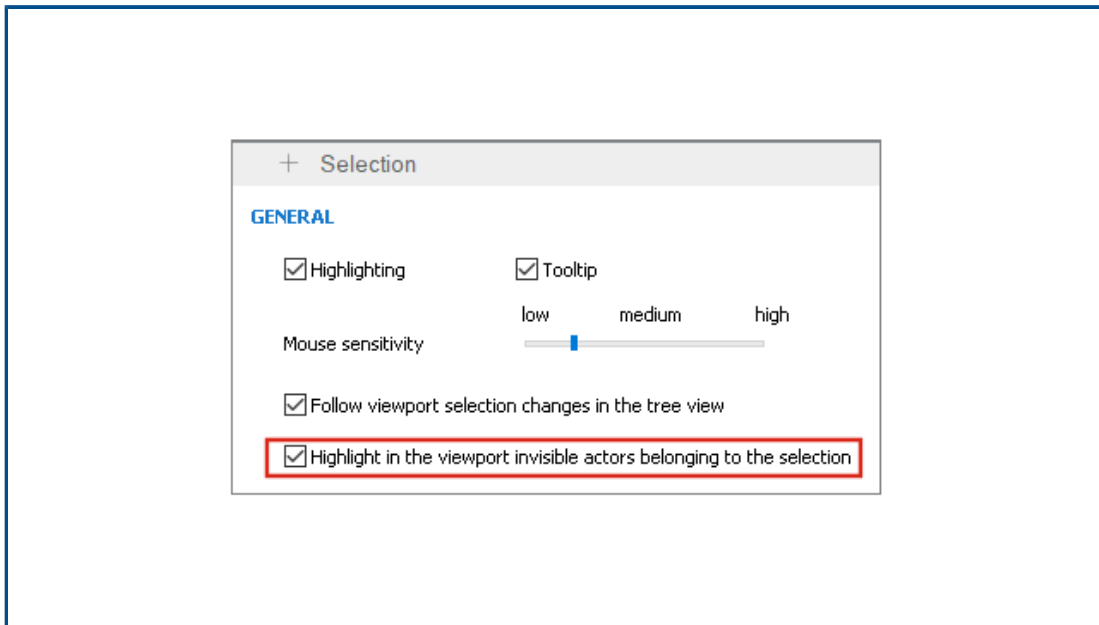 Selection
GENERAL
Highlighting Tooltip
low medium high
Mouse sensitivity
Follow viewport selection changes in the tree view
Highlight in the viewport invisible actors belonging to the selection